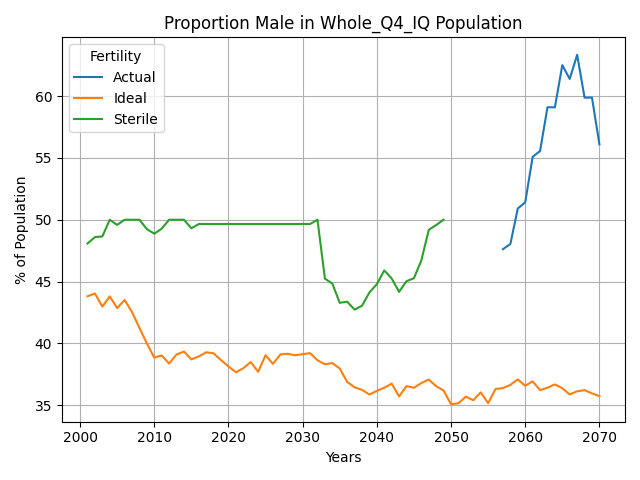 Proportion Male in Whole_Q4_IQ Population
Fertility
Actual
Ideal
Sterile
% of Population
60
55
50
45
40
35
2000 2010 2020 2030 2040 2050 2060 2070
Years